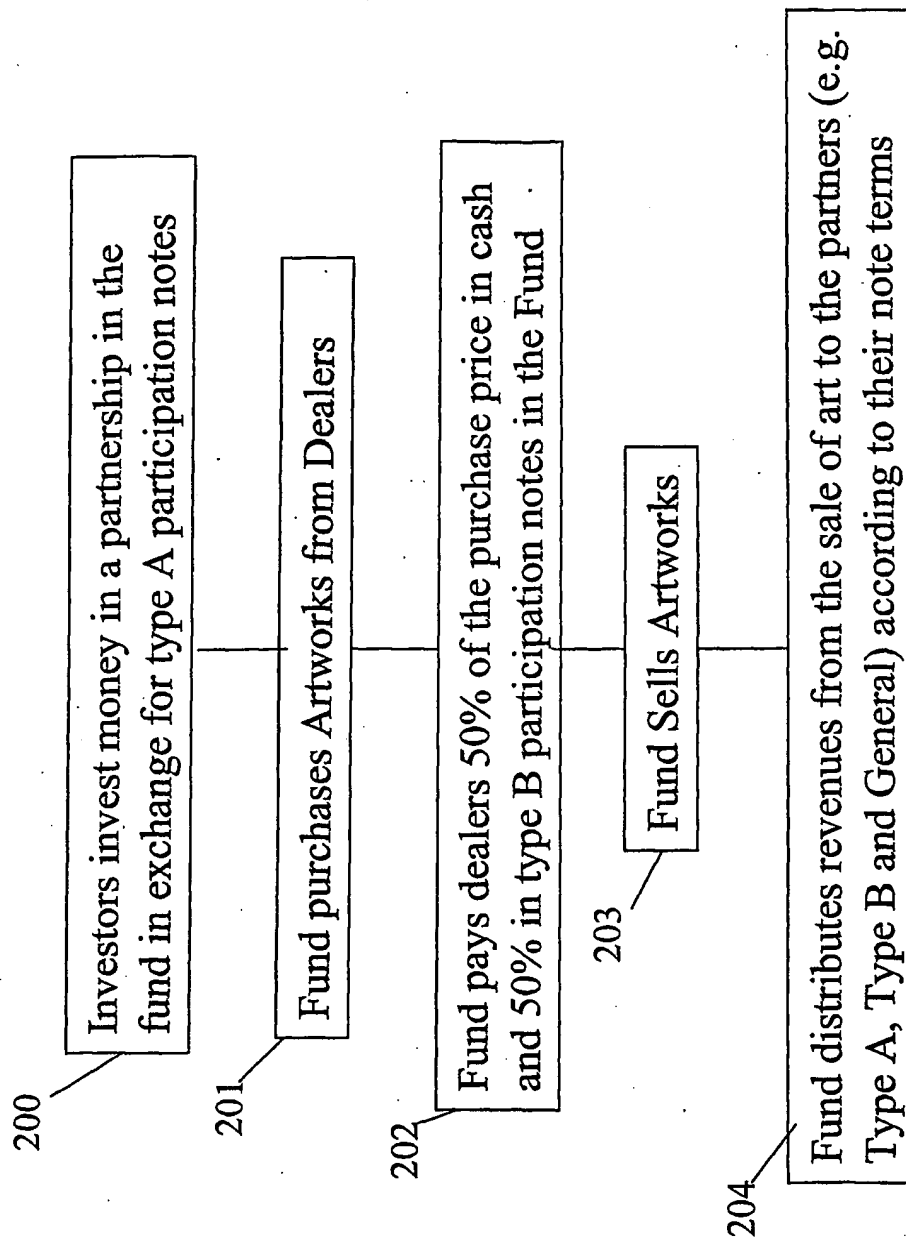 200
Investors invest money in a partnership in the
fund in exchange for type A participation notes
201
Fund purchases Artworks from Dealers
202
Fund pays dealers 50% of the purchase price in cash
and 50% in type B participation notes in the Fund
203
Fund Sells Artworks
204
Fund distributes revenues from the sale of art to the partners (e.g.
Type A, Type B and General) according to their note terms